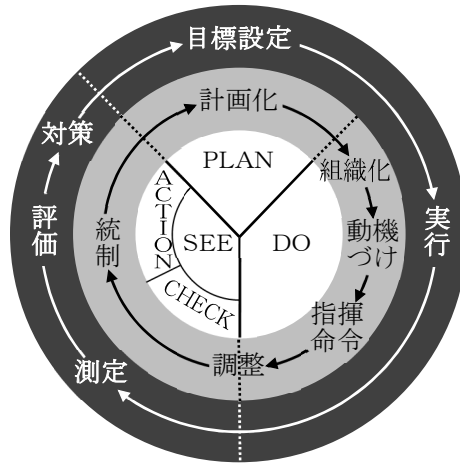 目標設定
計画化
対策
PLAN
組織化
ACTION
評価
統制
SEE
DO
動機
づけ
実行
CHECK
指揮
命令
調整
測定